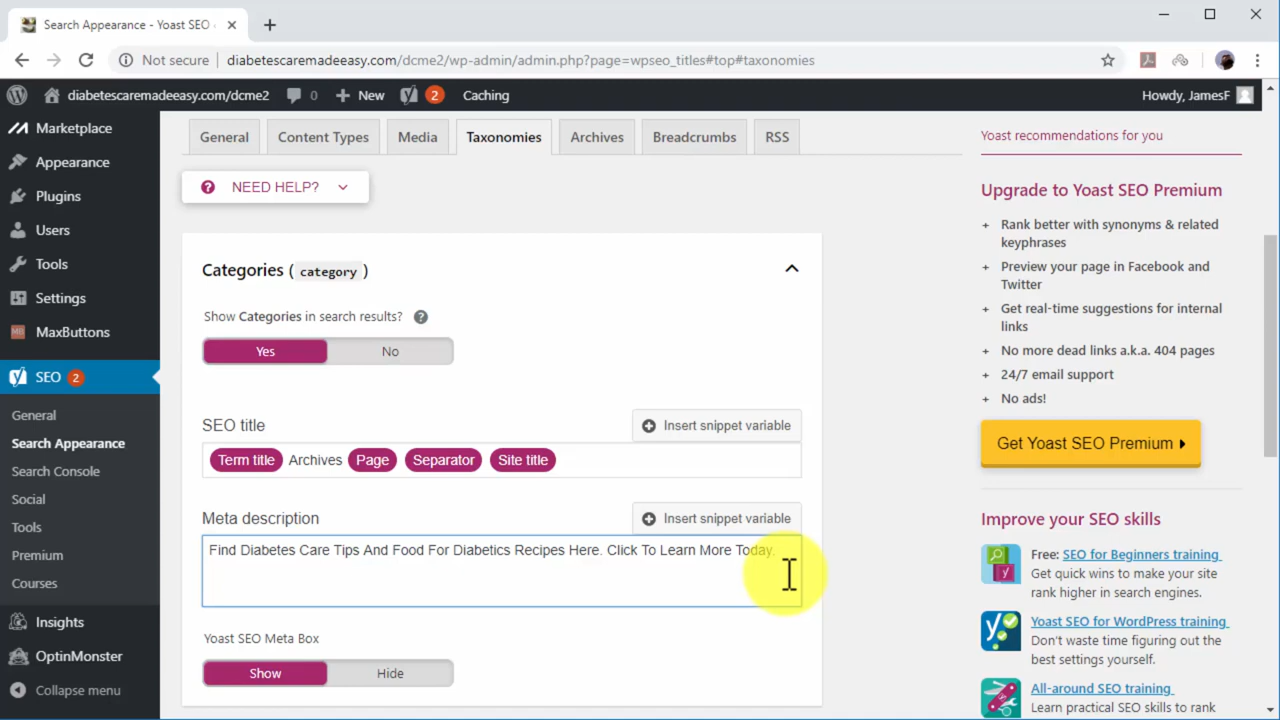 Search Appearance - Yoast SEO
Not secure
diabetescaremadeeasy.com/dcme2/wp-admin/admin.php?page=wpseo_titles#top#taxonomies
diabetescaremadeeasy.com/dcme2
0
New
2
Caching
Howdy, JamesF
Marketplace
Appearance
Plugins
Users
Tools
Settings
MaxButtons
SEO 2
General
Search Appearance
Search Console
Social
Tools
Premium
Courses
Insights
OptinMonster
Collapse menu
General
Content Types
Media
Taxonomies
Archives
Breadcrumbs
RSS
NEED HELP?
Categories ( category )
Show Categories in search results?
Yes
No
SEO title
Insert snippet variable
Term title Archives Page Separator Site title
Meta description
Insert snippet variable
Find Diabetes Care Tips And Food For Diabetics Recipes Here. Click To Learn More Today.
Yoast SEO Meta Box
Show
Hide
Yoast recommendations for you
Upgrade to Yoast SEO Premium
+ Rank better with synonyms & related
keyphrases
+ Preview your page in Facebook and
Twitter
+ Get real-time suggestions for internal
links
+ No more dead links a.k.a. 404 pages
+ 24/7 email support
+ No ads!
Get Yoast SEO Premium
Improve your SEO skills
Free: SEO for Beginners training
Get quick wins to make your site
rank higher in search engines.
Yoast SEO for WordPress training
Don't waste time figuring out the
best settings yourself.
All-around SEO training
Learn practical SEO skills to rank